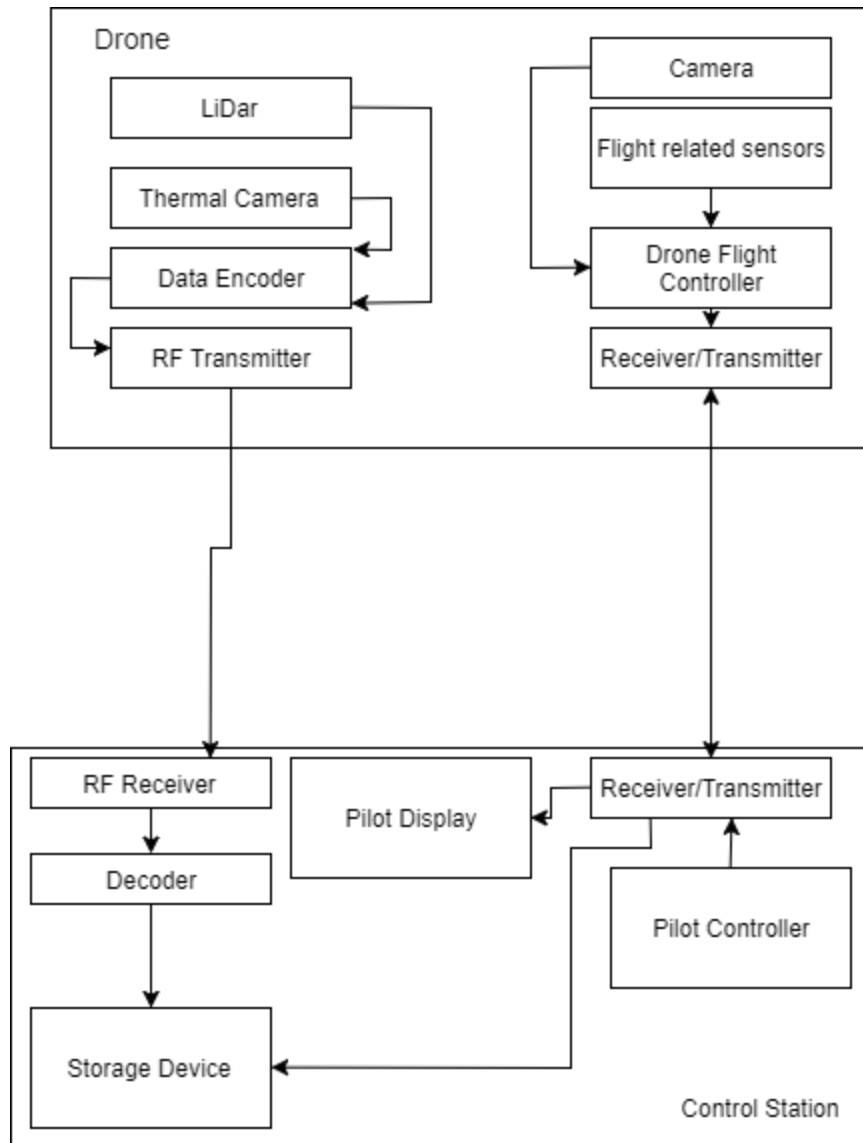 Drone
LiDar
Thermal Camera
Data Encoder
RF Transmitter
Camera
Flight related sensors
Drone Flight
Controller
Receiver/Transmitter
RF Receiver
Decoder
Storage Device
Pilot Display
Receiver/Transmitter
Pilot Controller
Control Station